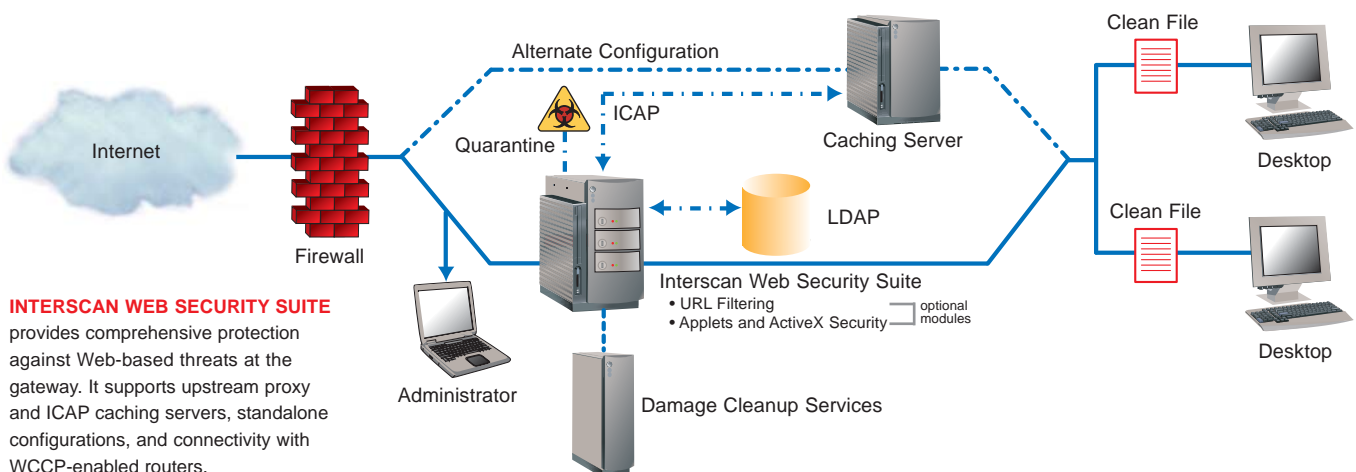 Clean File
Alternate Configuration
ICAP
Quarantine
Caching Server
Internet
Desktop
LDAP
Clean File
Firewall
Interscan Web Security Suite
• URL Filtering
• Applets and ActiveX Security
optional
modules
INTERSCAN WEB SECURITY SUITE
provides comprehensive protection
against Web-based threats at the
gateway. It supports upstream proxy
and ICAP caching servers, standalone
configurations, and connectivity with
WCCP-enabled routers.
Administrator
Damage Cleanup Services
Desktop